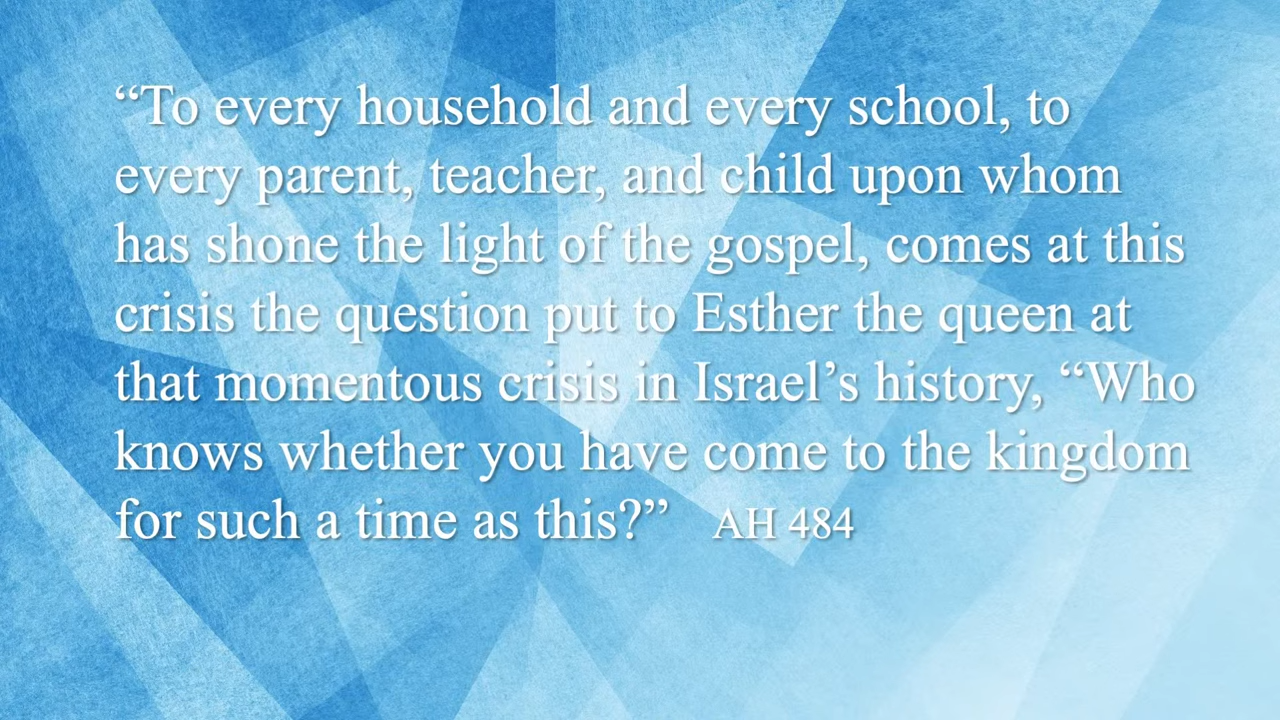 “To every household and every school, to
every parent, teacher, and child upon whom
has shone the light of the gospel, comes at this
crisis the question put to Esther the queen at
that momentous crisis in Israel’s history, “Who
knows whether you have come to the kingdom
for such a time as this?” AH 484